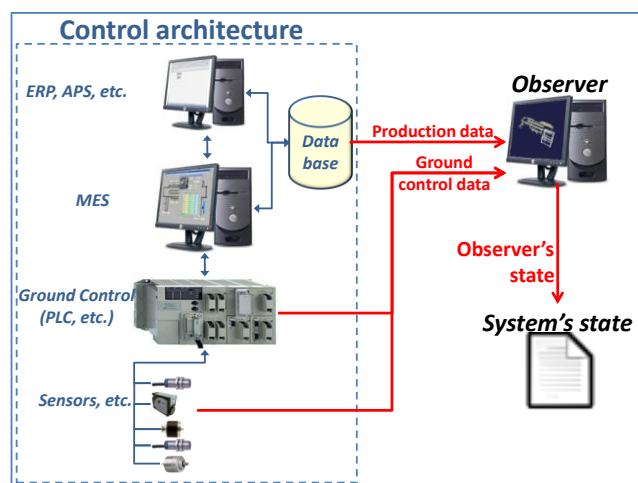 Control architecture
ERP, APS, etc.
Data
base
MES
Ground Control
(PLC, etc.)
Sensors, etc.
Observer
Production data
Ground
control data
Observer's
state
System's state